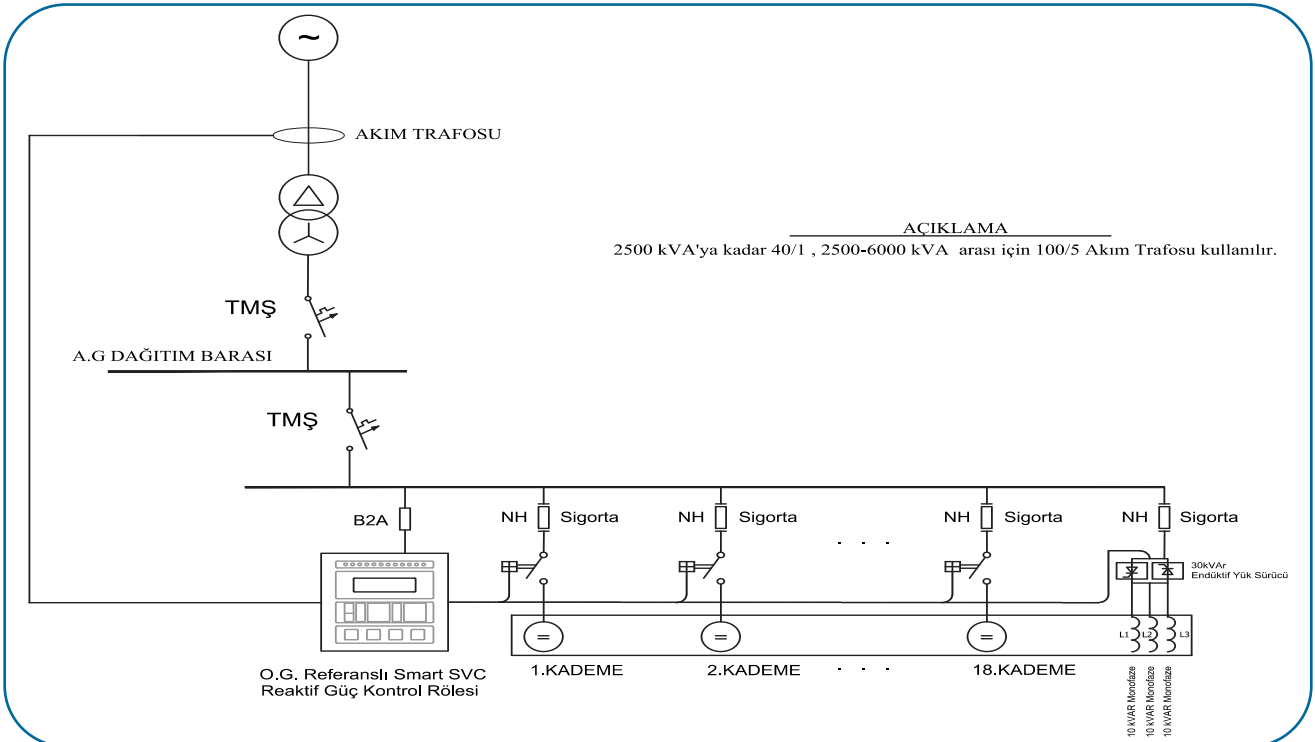 ~
AKIM TRAFOSU
AÇIKLAMA
2500 kVA'ya kadar 40/1 , 2500-6000 kVA arası için 100/5 Akım Trafosu kullanılır.
TMŞ
A.G DAĞITIM BARASI
TMŞ
B2A
NH Sigorta
NH Sigorta
. . .
NH Sigorta
NH Sigorta
30kVAr
Endüktif Yük Sürücü
= = = L1 L2 L3
O.G. Referanslı Smart SVC
Reaktif Güç Kontrol Rölesi
1.KADEME
2.KADEME
. . .
18.KADEME
10 kVAR Monofaze
10 kVAR Monofaze
10 kVAR Monofaze